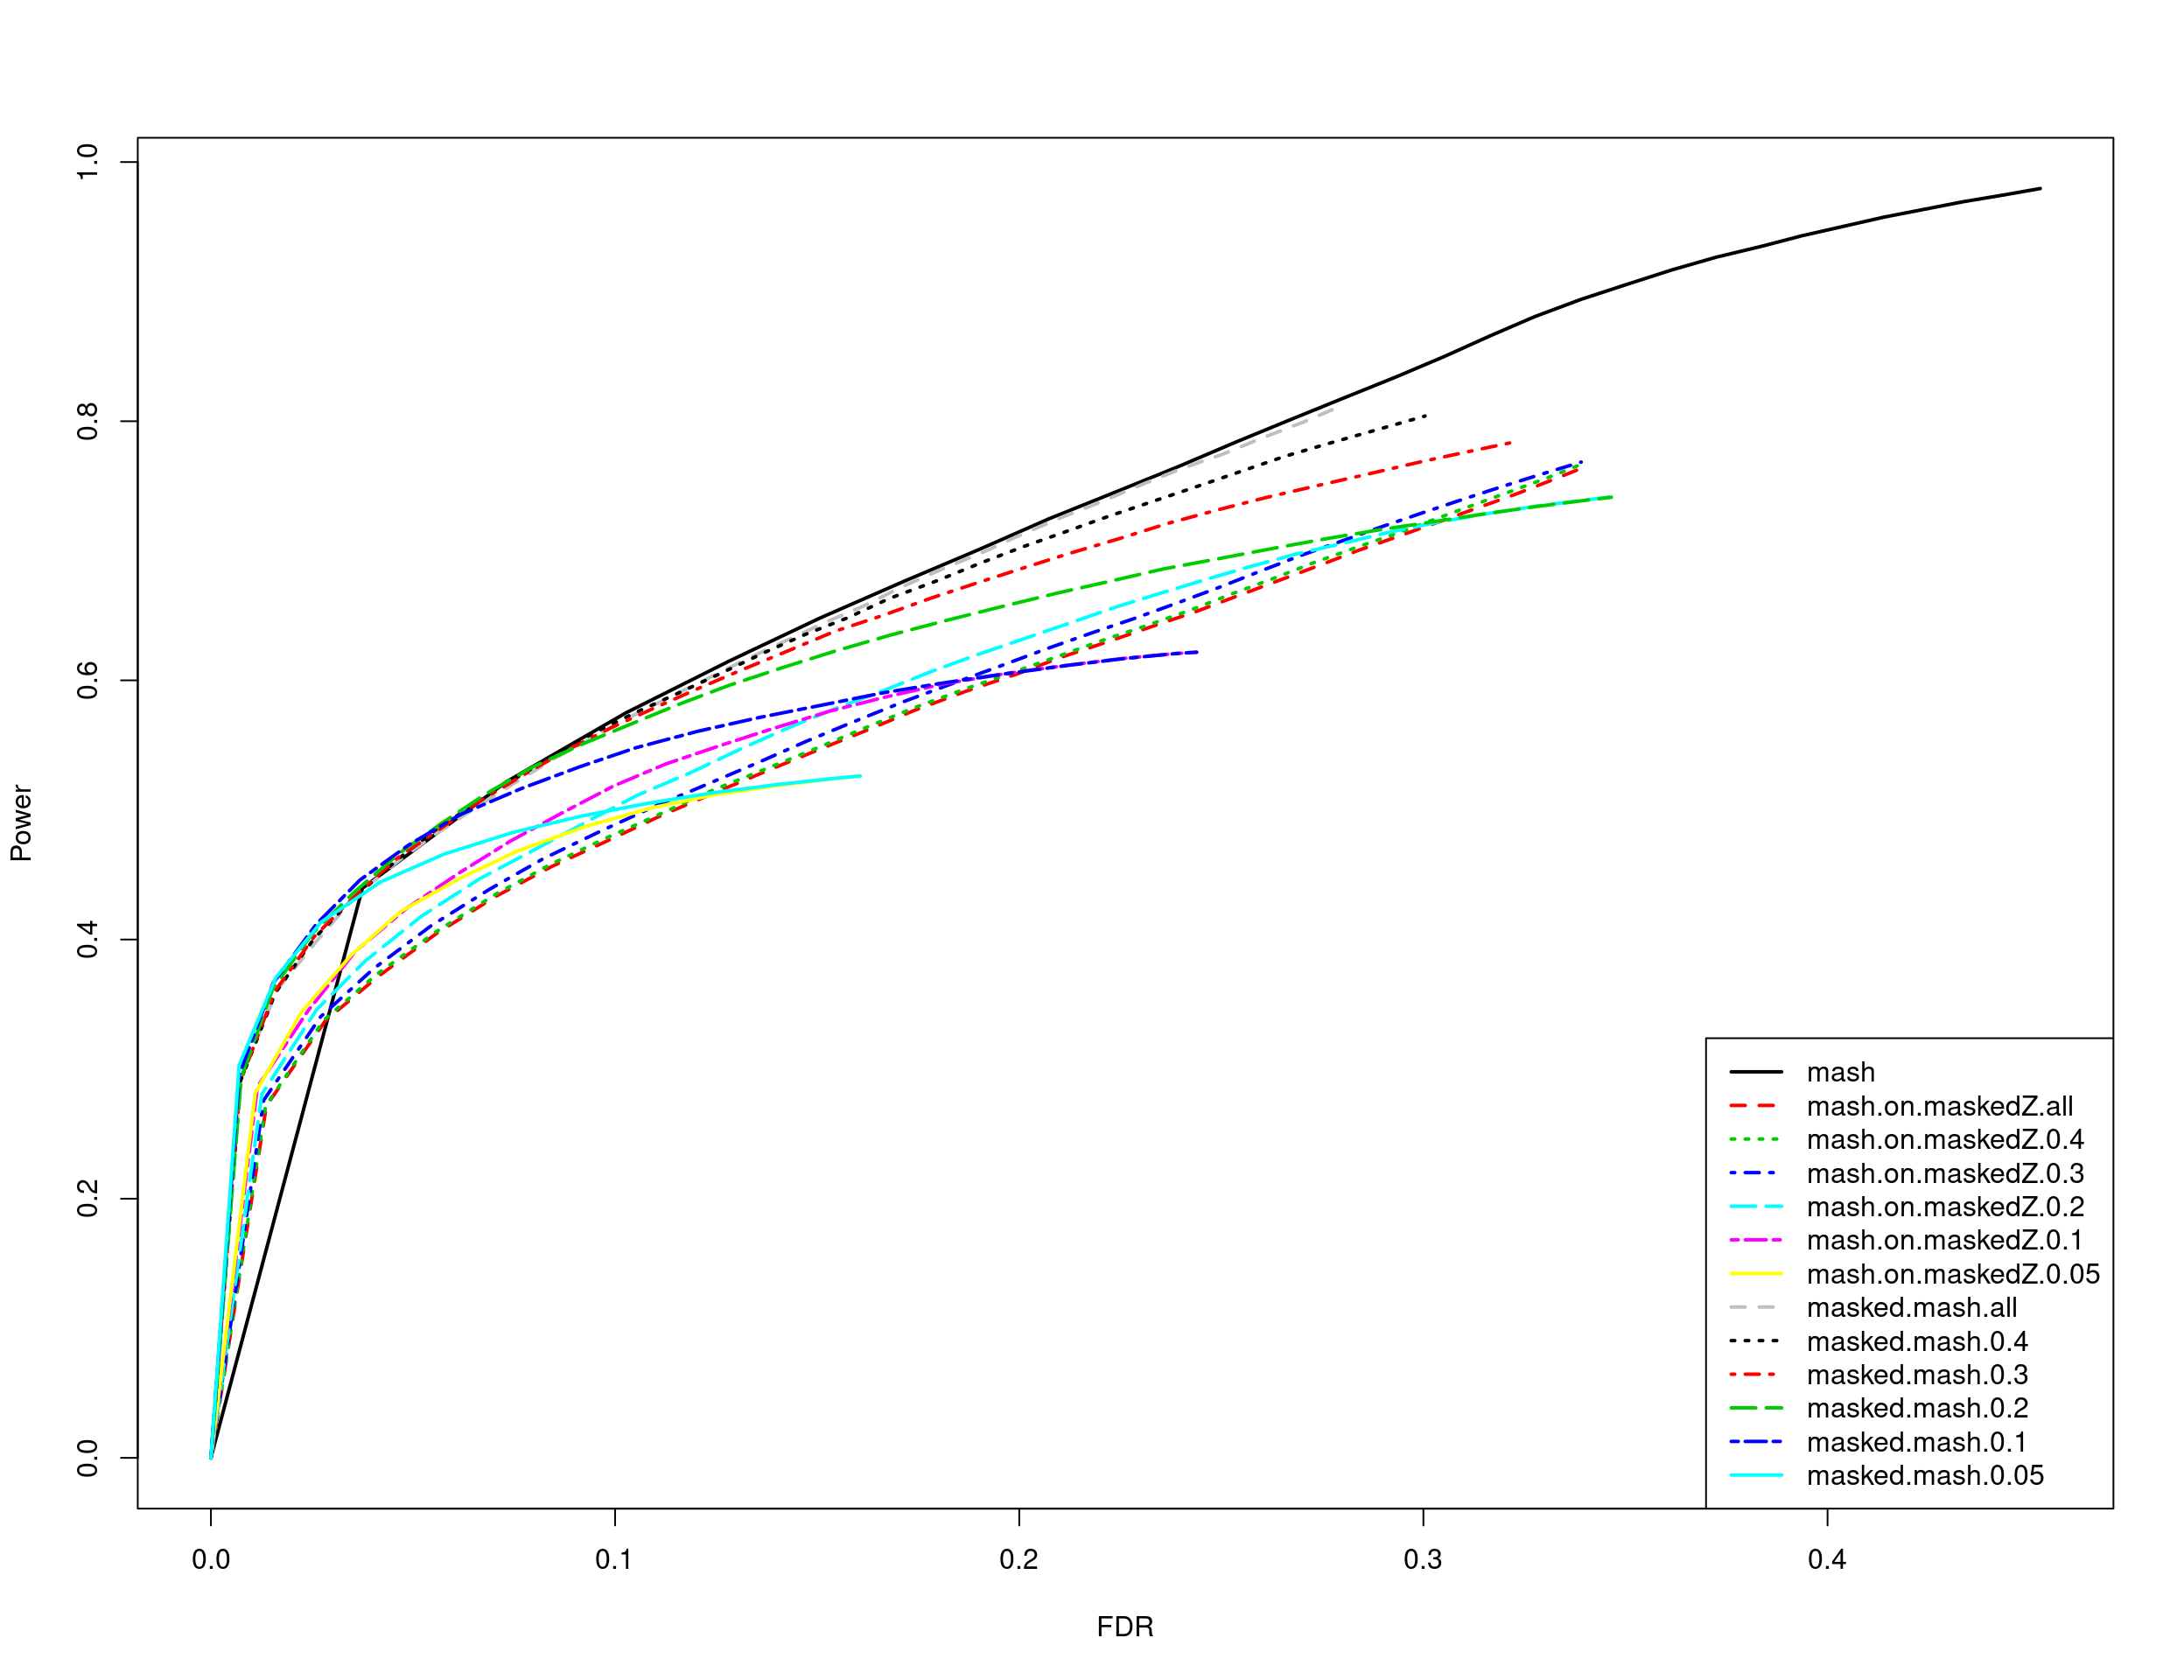 1.0
0.8
0.6
0.4
0.2
0.0
Power
0.0 0.1 0.2 0.3 0.4
FDR
mash
mash.on.maskedZ.all
mash.on.maskedZ.0.4
mash.on.maskedZ.0.3
mash.on.maskedZ.0.2
mash.on.maskedZ.0.1
mash.on.maskedZ.0.05
masked.mash.all
masked.mash.0.4
masked.mash.0.3
masked.mash.0.2
masked.mash.0.1
masked.mash.0.05